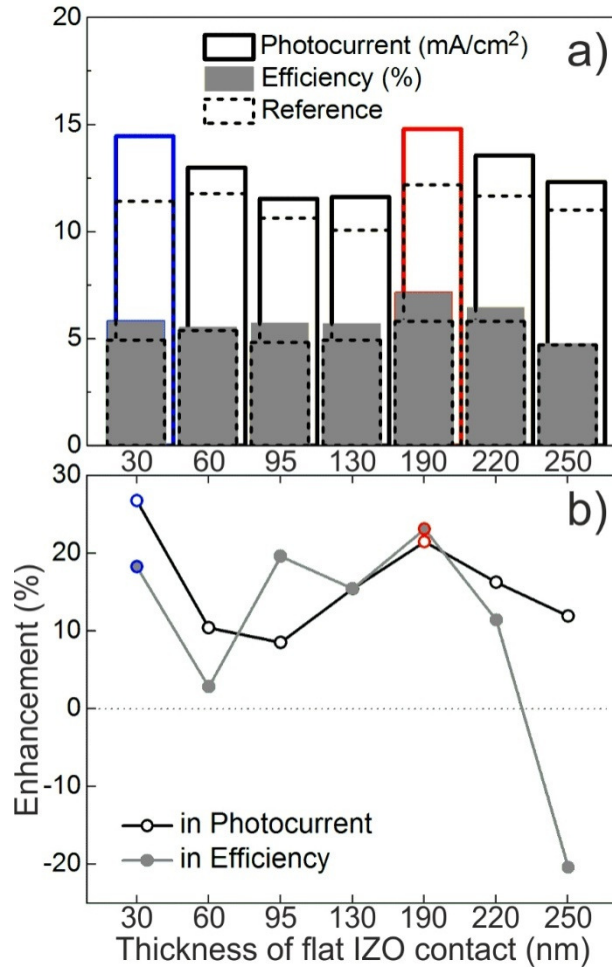 20
15
10
5
0
Photocurrent (mA/cm²)
Efficiency (%)
Reference
a)
30 60 95 130 190 220 250
30
20
10
0
-10
-20
Enhancement (%)
b)
in Photocurrent
in Efficiency
30 60 95 130 190 220 250
Thickness of flat IZO contact (nm)